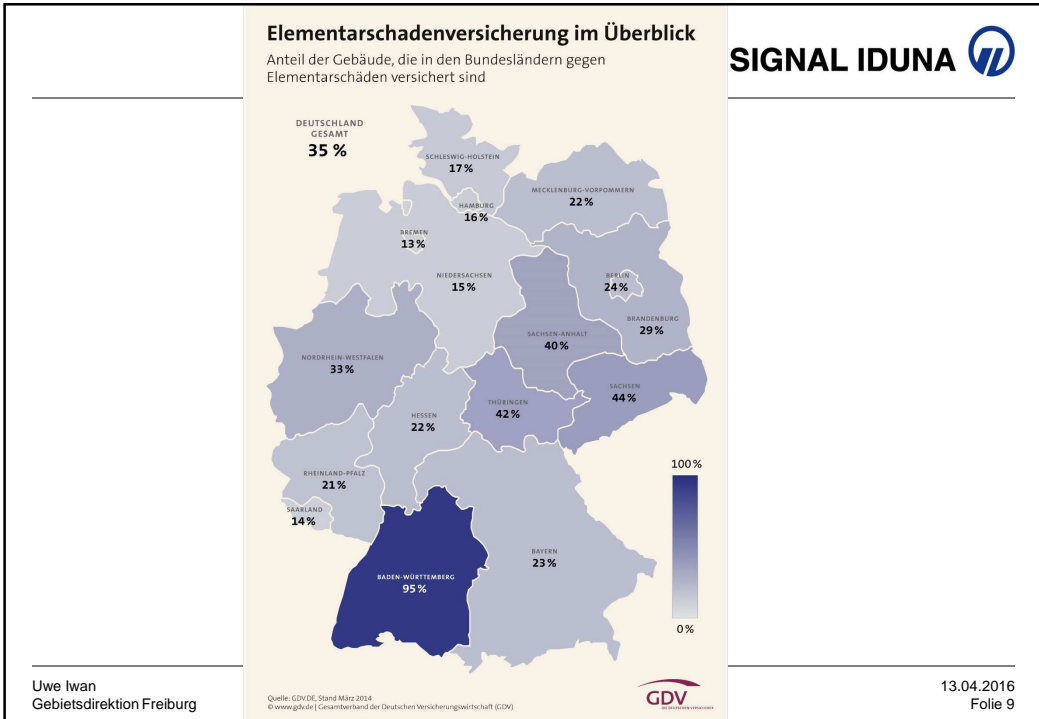 Elementarschadenversicherung im Überblick
Anteil der Gebäude, die in den Bundesländern gegen
Elementarschäden versichert sind
SIGNAL IDUNA
DEUTSCHLAND
GESAMT
35 %
SCHLESWIG-HOLSTEIN
17 %
MECKLENBURG-VORPOMMERN
22 %
HAMBURG
16 %
BREMEN
13 %
NIEDERSACHSEN
15 %
BERLIN
24 %
BRANDENBURG
29 %
SACHSEN-ANHALT
40 %
NORDRHEIN-WESTFALEN
33 %
SACHSEN
44 %
THÜRINGEN
42 %
HESSEN
22 %
RHEINLAND-PFALZ
21 %
SAARLAND
14 %
100 %
BAYERN
23 %
BADEN-WÜRTTEMBERG
95 %
0 %
Uwe Iwan
Gebietsdirektion Freiburg
Quelle: GDV.DE, Stand März 2014
© www.gdv.de | Gesamtverband der Deutschen Versicherungswirtschaft (GDV)
GDV
DIE DEUTSCHEN VERSICHERER
13.04.2016
Folie 9